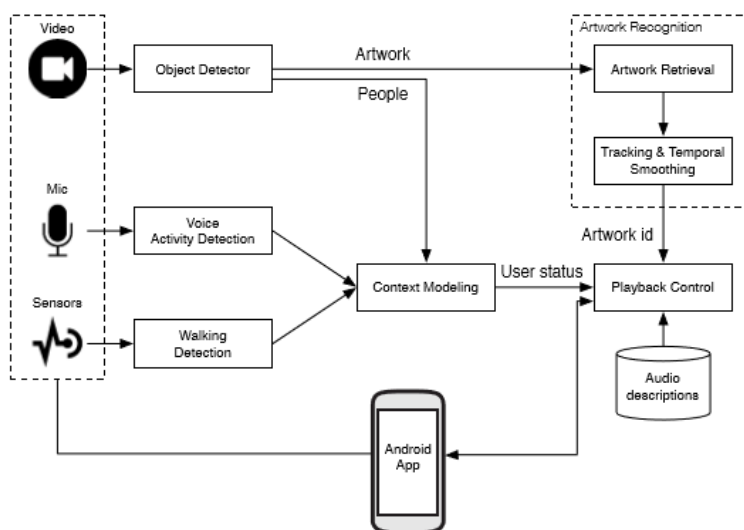 Video
Artwork Recognition
Object Detector
Artwork
People
Artwork Retrieval
Tracking & Temporal
Smoothing
Mic
Voice
Activity Detection
Artwork id
Sensors
Context Modeling
User status
Playback Control
Walking
Detection
Audio
descriptions
Android
App